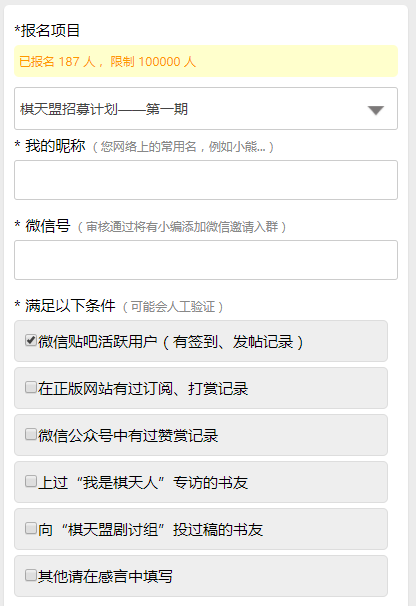 *报名项目
已报名 187 人 ， 限制 100000 人
棋天盟招募计划——第一期
* 我的昵称（ 您网络上的常用名，例如小熊... ）
* 微信号（ 审核通过将有小编添加微信邀请入群 ）
* 满足以下条件（ 可能会人工验证 ）
微信贴吧活跃用户（有签到、发帖记录）
在正版网站有过订阅、打赏记录
微信公众号中有过赞赏记录
上过“我是棋天人”专访的书友
向“棋天盟剧讨组”投过稿的书友
其他请在感言中填写